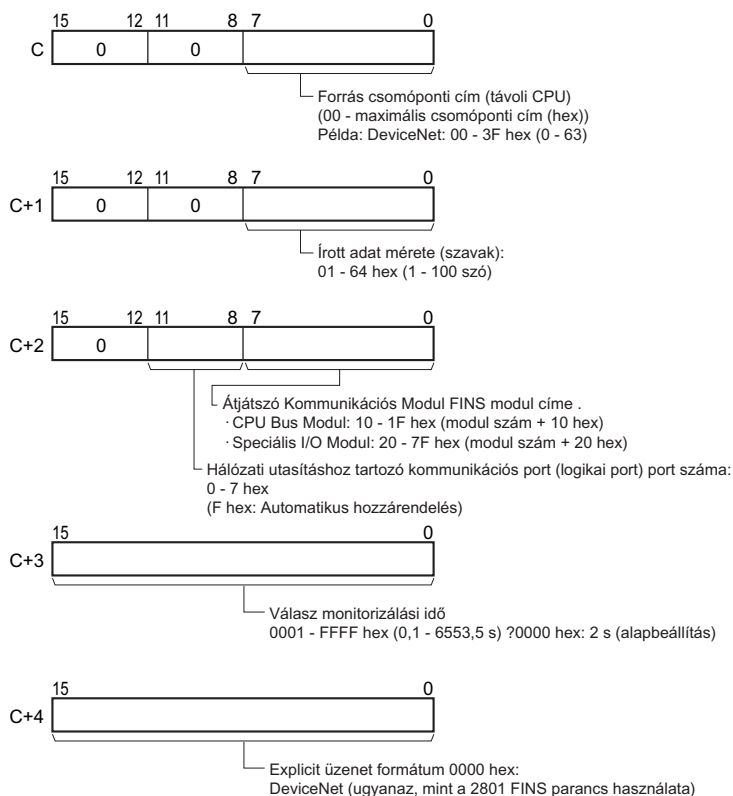 15 12 11 8 7 0
C 0 0
Forrás csomóponti cím (távoli CPU)
(00 - maximális csomóponti cím (hex))
Példa: DeviceNet: 00 - 3F hex (0 - 63)
15 12 11 8 7 0
C+1 0 0
Írott adat mérete (szavak):
01 - 64 hex (1 - 100 szó)
15 12 11 8 7 0
C+2 0
Átjátszó Kommunikációs Modul FINS modul címe .
· CPU Bus Modul: 10 - 1F hex (modul szám + 10 hex)
· Speciális I/O Modul: 20 - 7F hex (modul szám + 20 hex)
Hálózati utasításhoz tartozó kommunikációs port (logikai port) port száma:
0 - 7 hex
(F hex: Automatikus hozzárendelés)
15 0
C+3
Válasz monitorizálási idő
0001 - FFFF hex (0,1 - 6553,5 s) ?0000 hex: 2 s (alapbeállítás)
15 0
C+4
Explicit üzenet formátum 0000 hex:
DeviceNet (ugyanaz, mint a 2801 FINS parancs használata)